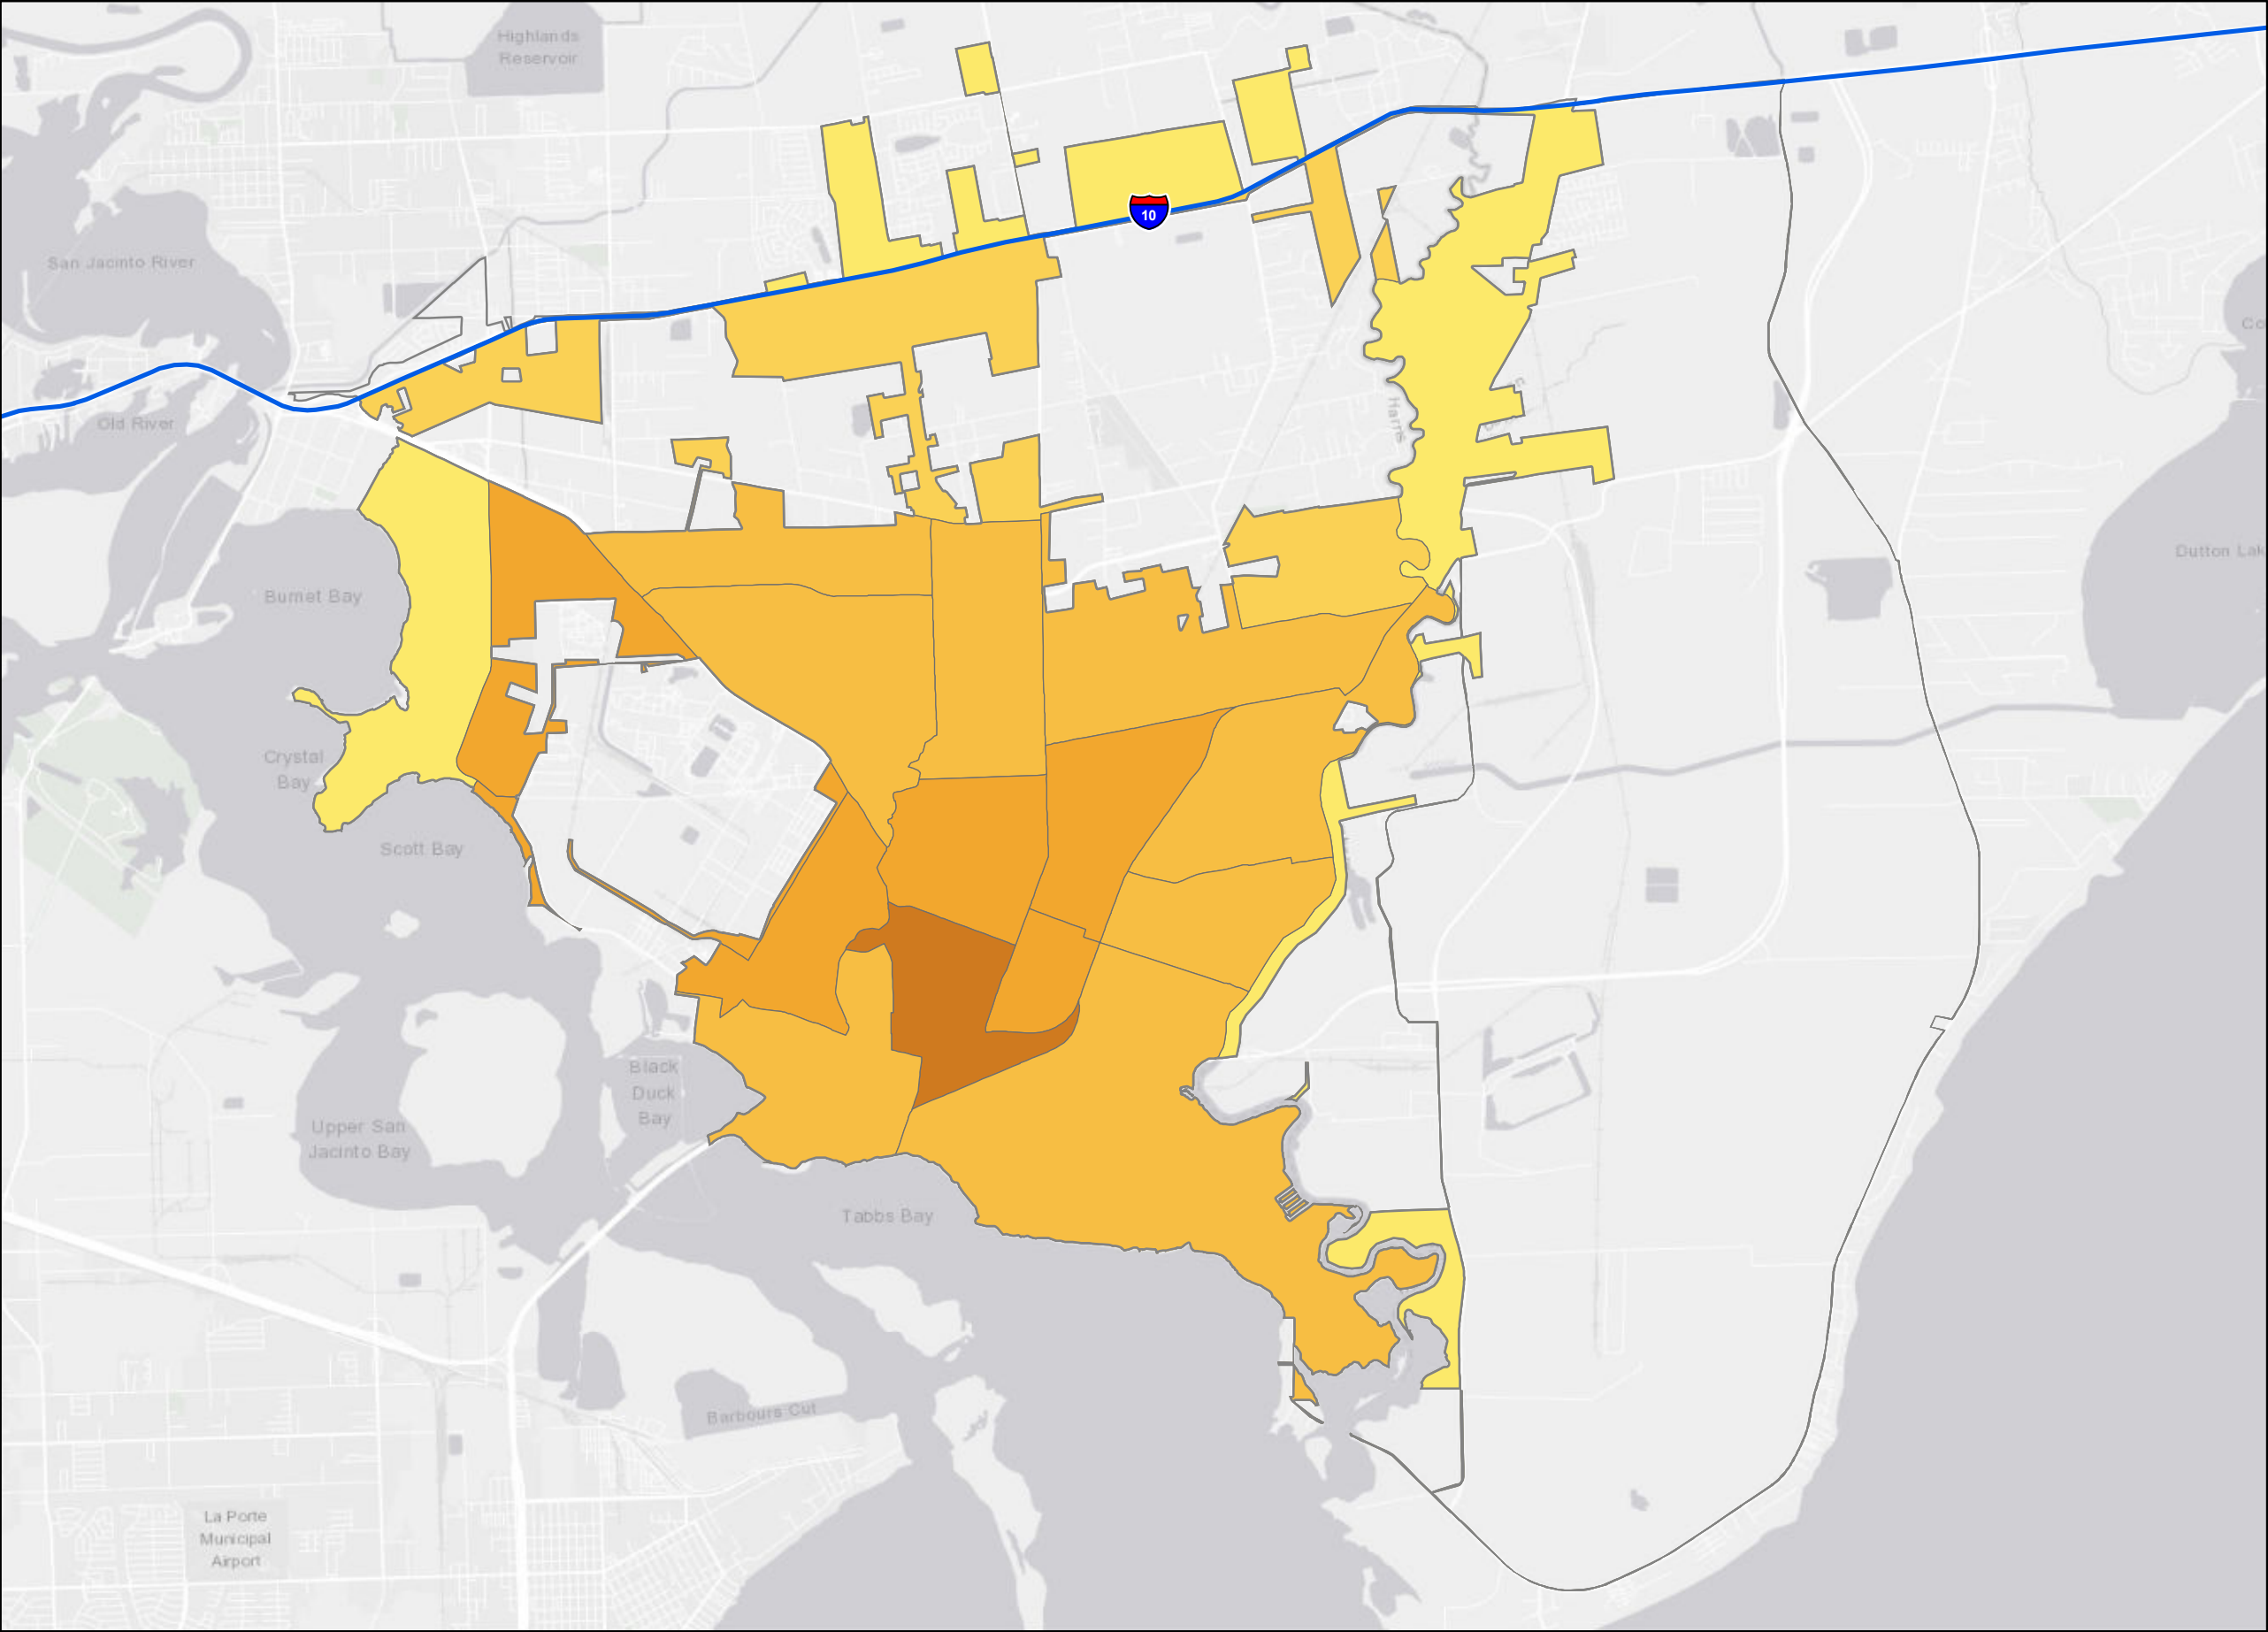 Highlands
Reservoir
10
San Jacinto River
Old River
Harris
Burnet Bay
Dutton Lak
Crystal
Bay
Scott Bay
Black
Duck
Bay
Upper San
Jacinto Bay
Tabbs Bay
Barbours Cut
La Porte
Municipal
Airport